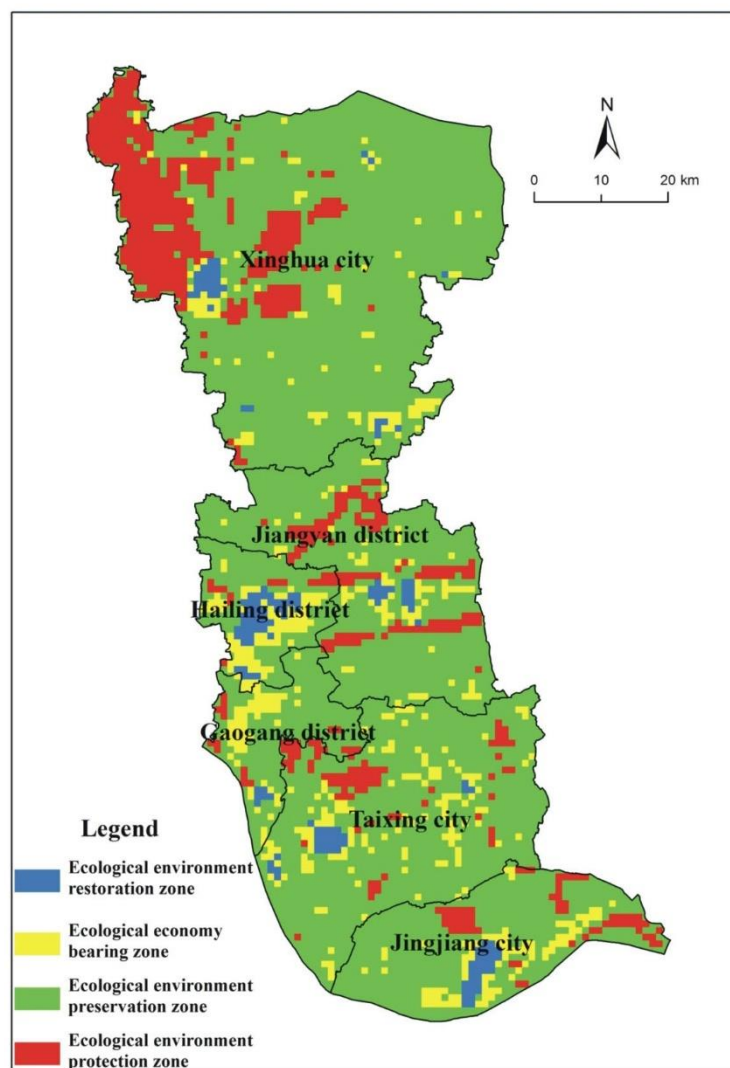 N
0 10 20 km
Xinghua city
Jiangyan district
Hailing district
Gaogang district
Taixing city
Jingjiang city
Legend
Ecological environment
restoration zone
Ecological economy
bearing zone
Ecological environment
preservation zone
Ecological environment
protection zone